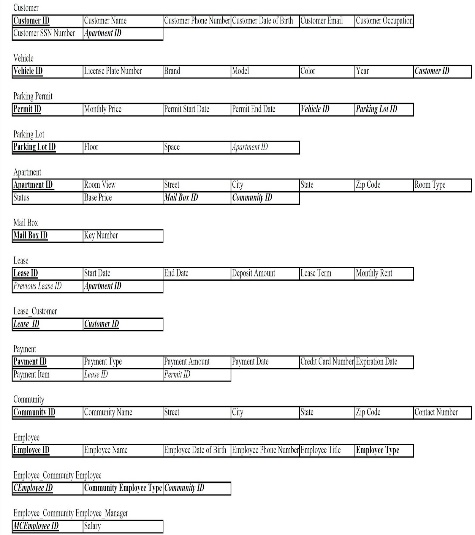 Customer
Customer ID Customer Name Customer Phone Number Customer Date of Birth Customer Email Customer Occupation
Customer SSN Number Apartment ID
Vehicle
Vehicle ID License Plate Number Brand Model Color Year Customer ID
Parking Permit
Permit ID Monthly Price Permit Start Date Permit End Date Vehicle ID Parking Lot ID
Parking Lot
Parking Lot ID Floor Space Apartment ID
Apartment
Apartment ID Room View Street City State Zip Code Room Type
Status Base Price Mail Box ID Community ID
Mail Box
Mail Box ID Key Number
Lease
Lease ID Start Date End Date Deposit Amount Lease Term Monthly Rent
Previous Lease ID Apartment ID
Lease_Customer
Lease_ID Customer ID
Payment
Payment ID Payment Type Payment Amount Payment Date Credit Card Number Expiration Date
Payment Item Lease ID Permit ID
Community
Community ID Community Name Street City State Zip Code Contact Number
Employee
Employee ID Employee Name Employee Date of Birth Employee Phone Number Employee Title Employee Type
Employee_Community Employee
CEmployee ID Community Employee Type Community ID
Employee_Community Employee_Manager
MCEmployee ID Salary